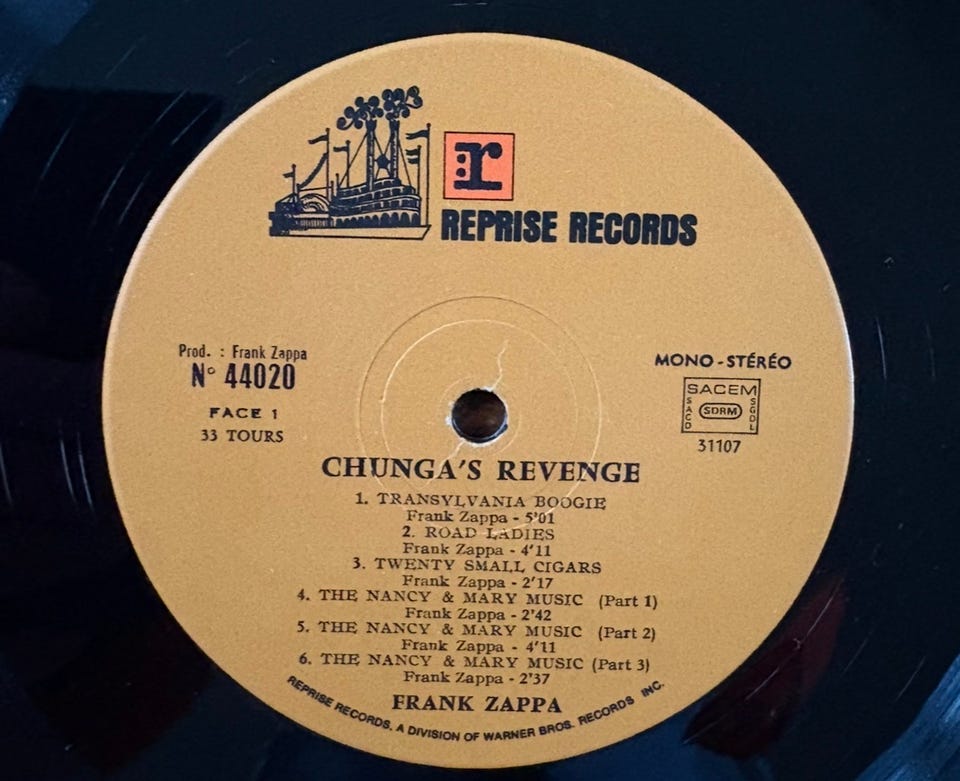 r
REPRISE RECORDS
Prod. : Frank Zappa
N° 44020
FACE 1
33 TOURS
MONO - STÉRÉO
SACEM
SACD
SDRM
SGDL
31107
CHUNGA'S REVENGE
1. TRANSYLVANIA BOOGIE
Frank Zappa - 5'01
2. ROAD LADIES
Frank Zappa - 4'11
3. TWENTY SMALL CIGARS
Frank Zappa - 2'17
4. THE NANCY & MARY MUSIC (Part 1)
Frank Zappa - 2'42
5. THE NANCY & MARY MUSIC (Part 2)
Frank Zappa - 4'11
6. THE NANCY & MARY MUSIC (Part 3)
Frank Zappa - 2'37
FRANK ZAPPA
REPRISE RECORDS, A DIVISION OF WARNER BROS. RECORDS INC.